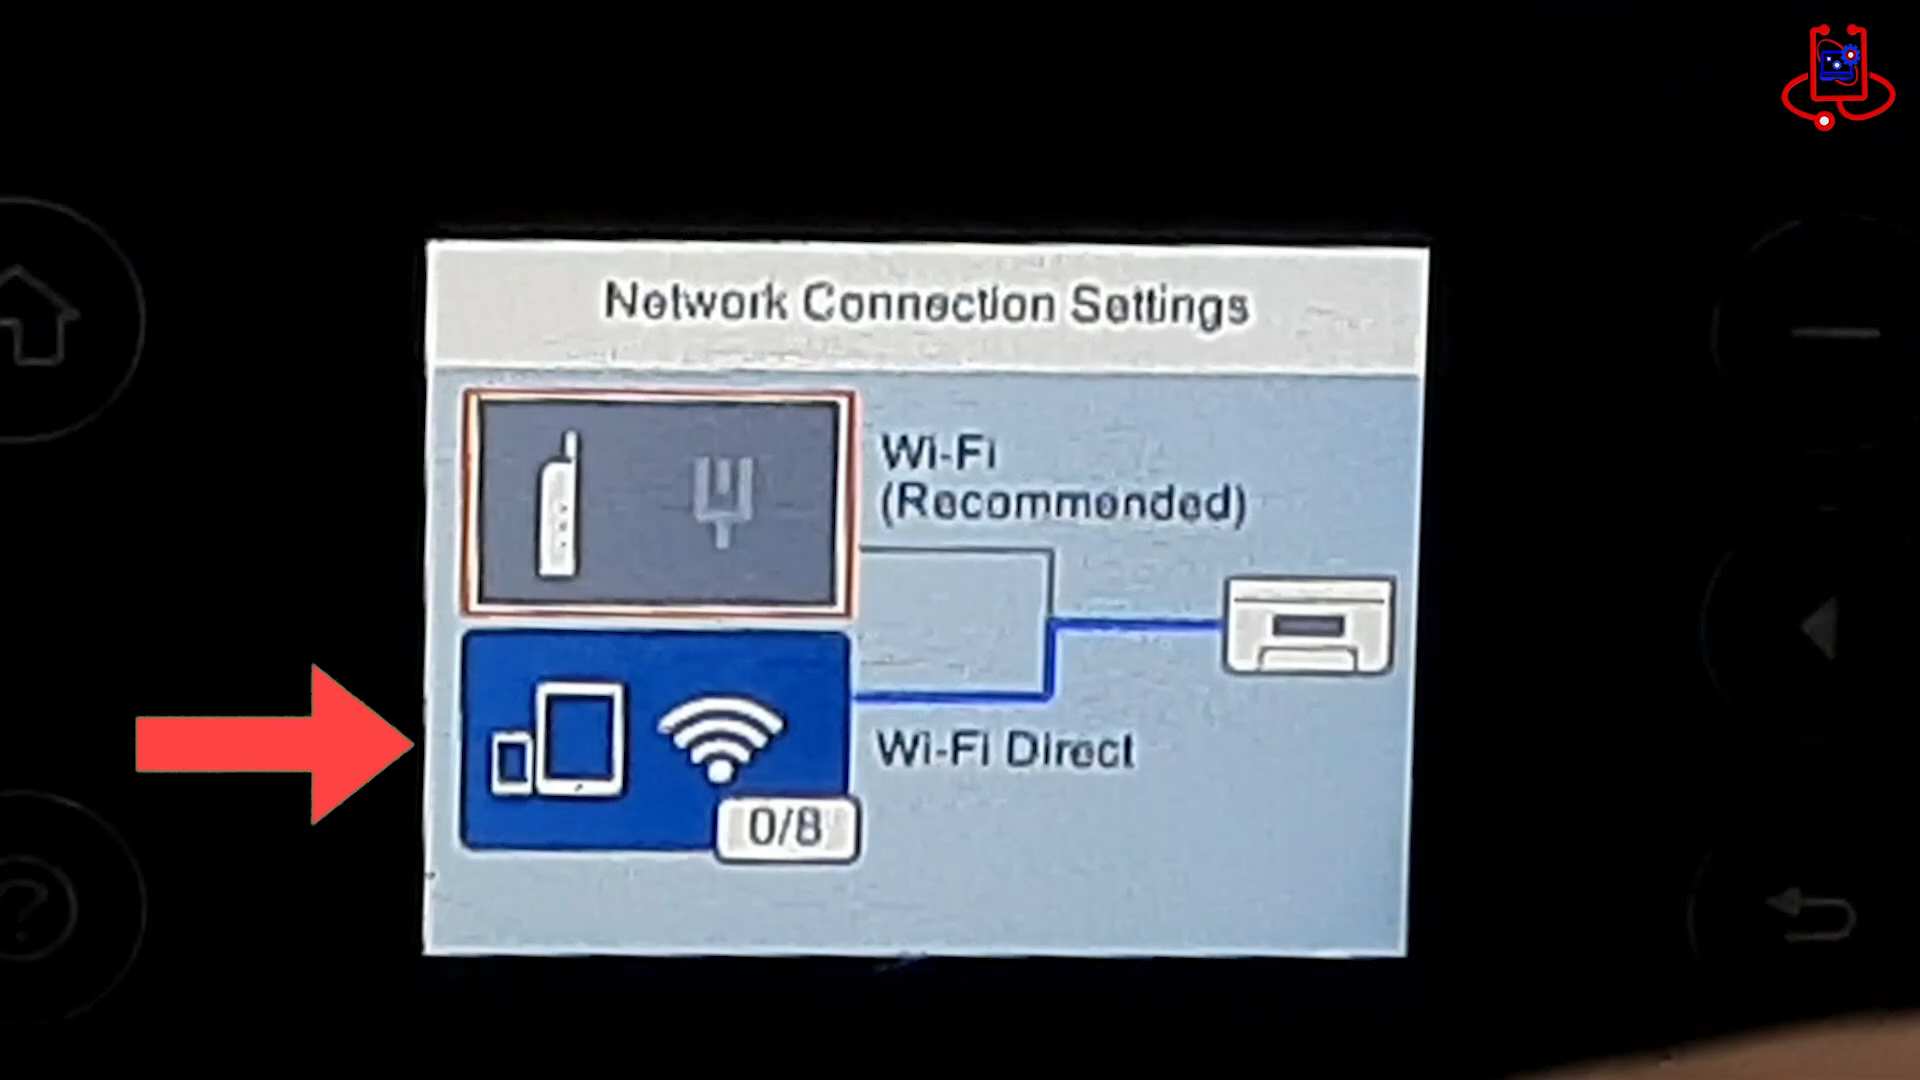 Network Connection Settings
Wi-Fi
(Recommended)
Wi-Fi Direct
0/8